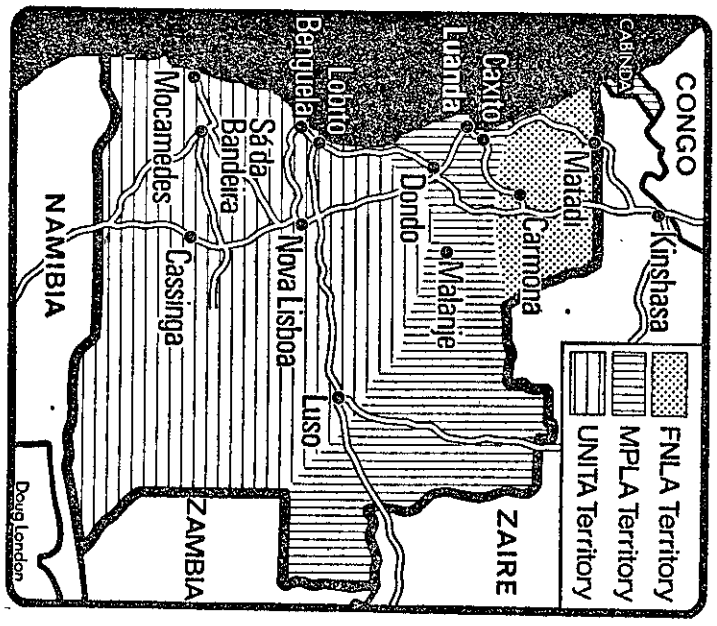 CONGO
CABINDA
Kinshasa
Matadi
FNLA Territory
MPLA Territory
UNITA Territory
Caxito
Carmona
Luanda
Dondo
Malanje
ZAIRE
Lobito
Benguela
Nova Lisboa
Luso
Sá da
Bandeira
Mocamedes
Cassinga
ZAMBIA
NAMIBIA
Doug London